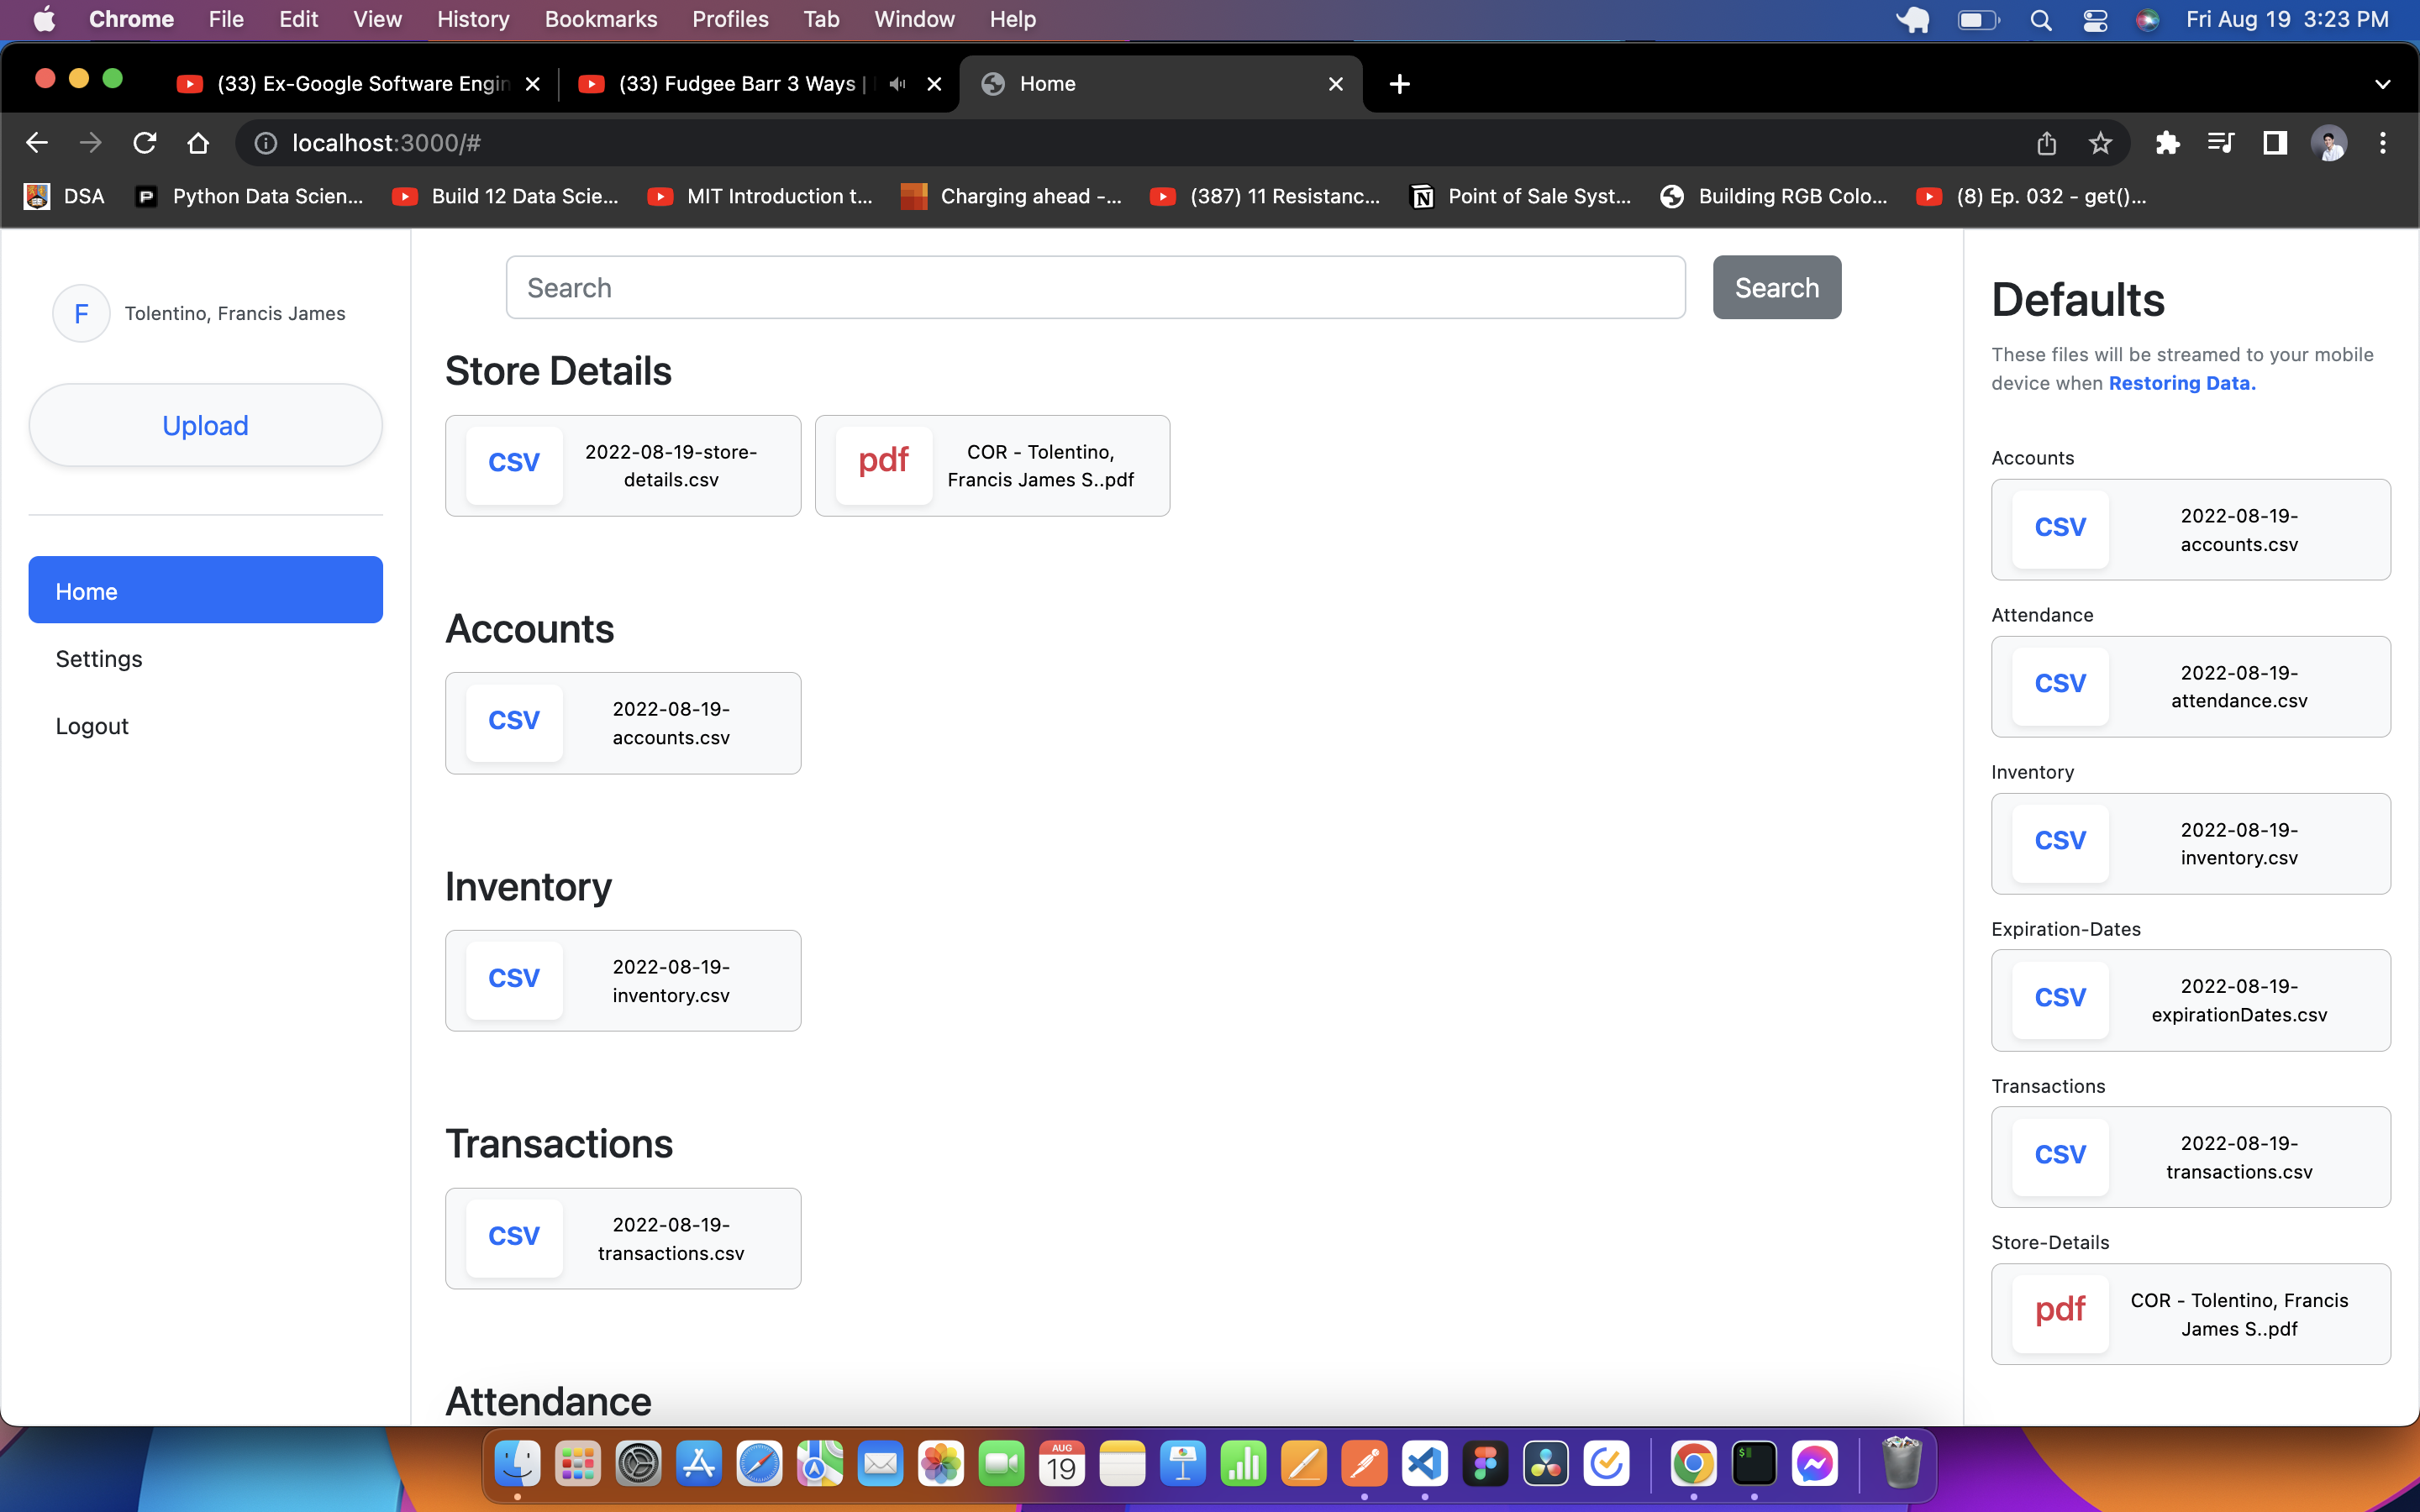 Chrome File Edit View History Bookmarks Profiles Tab Window Help Fri Aug 19 3:23 PM
(33) Ex-Google Software Engin (33) Fudgee Barr 3 Ways | Home
localhost:3000/#
DSA Python Data Scien... Build 12 Data Scie... MIT Introduction t... Charging ahead -... (387) 11 Resistanc... Point of Sale Syst... Building RGB Colo... (8) Ep. 032 - get()...
F Tolentino, Francis James
Upload
Home
Settings
Logout
Search Search
Store Details
CSV 2022-08-19-store-
details.csv
pdf COR - Tolentino,
Francis James S..pdf
Accounts
CSV 2022-08-19-
accounts.csv
Inventory
CSV 2022-08-19-
inventory.csv
Transactions
CSV 2022-08-19-
transactions.csv
Attendance
Defaults
These files will be streamed to your mobile
device when Restoring Data.
Accounts
CSV 2022-08-19-
accounts.csv
Attendance
CSV 2022-08-19-
attendance.csv
Inventory
CSV 2022-08-19-
inventory.csv
Expiration-Dates
CSV 2022-08-19-
expirationDates.csv
Transactions
CSV 2022-08-19-
transactions.csv
Store-Details
pdf COR - Tolentino, Francis
James S..pdf
AUG
19